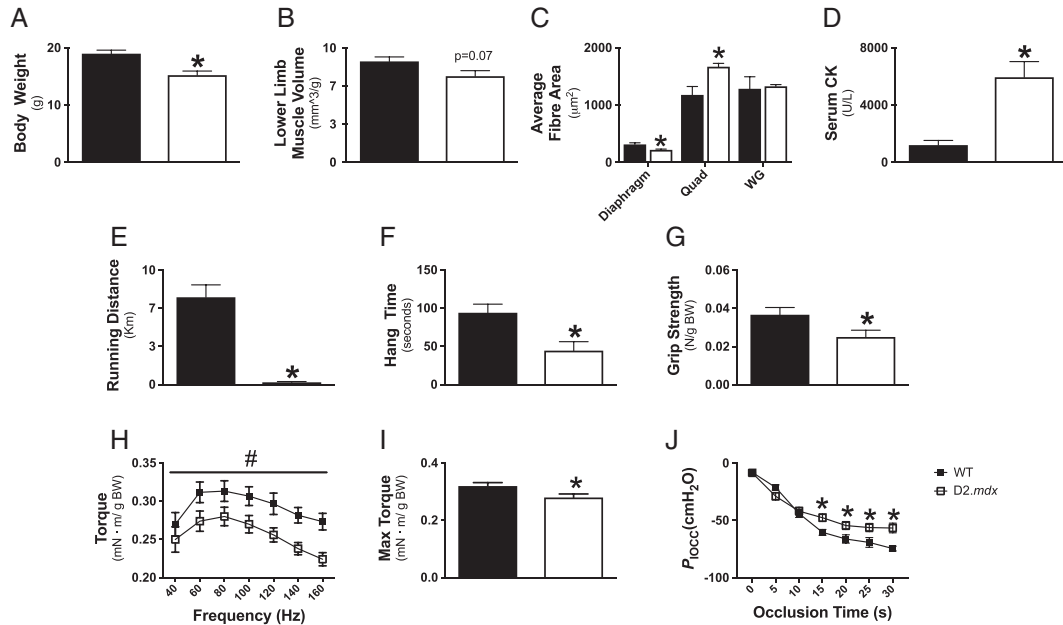 A
Body Weight
(g)
20
10
0
*
B
Lower Limb
Muscle Volume
(mm^3/g)
10
7
3
0
p=0.07
C
Average
Fibre Area
(μm²)
2000
1000
0
*
*
Diaphragm
Quad
WG
D
Serum CK
(U/L)
8000
4000
0
*
E
Running Distance
(Km)
10
7
3
0
*
F
Hang Time
(seconds)
150
100
50
0
*
G
Grip Strength
(N/g BW)
0.06
0.04
0.02
0.00
*
H
Torque
(mN · m/ g BW)
0.35
0.30
0.25
0.20
#
40 60 80 100 120 140 160
Frequency (Hz)
I
Max Torque
(mN · m/ g BW)
0.4
0.2
0.0
*
J
PIOCC(cmH2O)
0
-50
-100
* * * *
0 5 10 15 20 25 30
Occlusion Time (s)
WT
D2.mdx